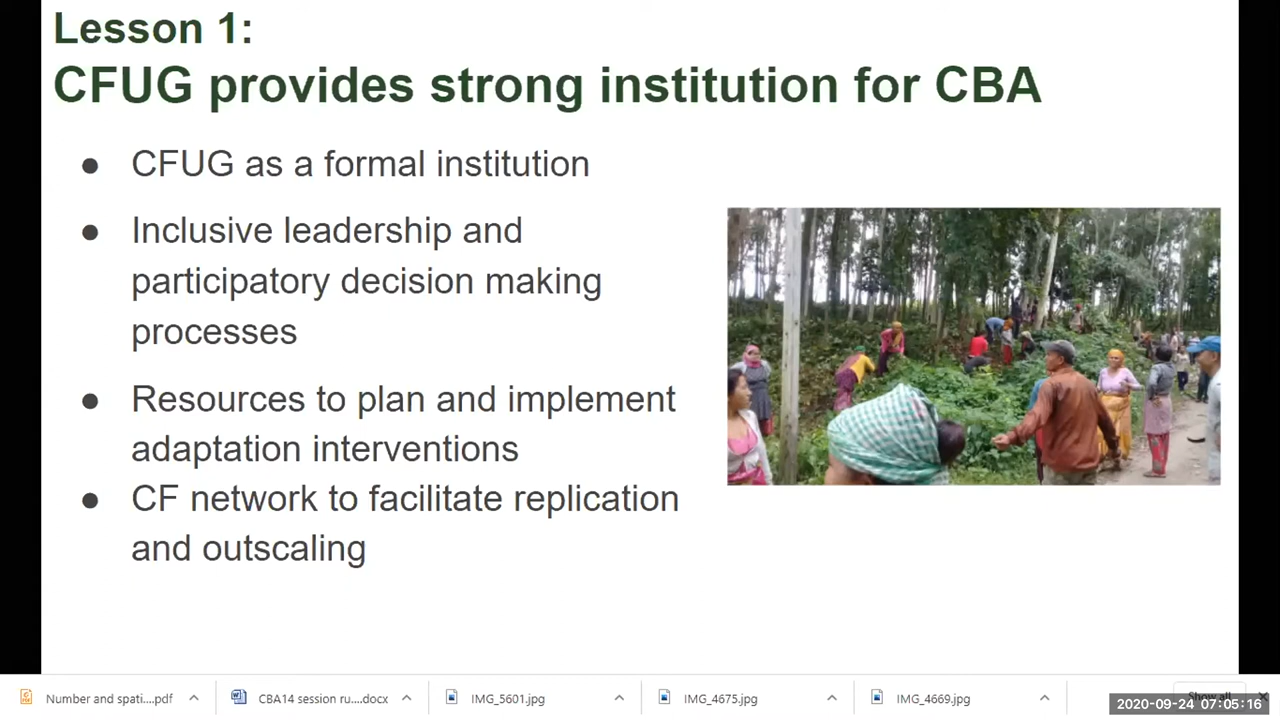 Lesson 1:
CFUG provides strong institution for CBA
● CFUG as a formal institution
● Inclusive leadership and
participatory decision making
processes
● Resources to plan and implement
adaptation interventions
● CF network to facilitate replication
and outscaling
Number and spati....pdf
CBA14 session ru....docx
IMG_5601.jpg
IMG_4675.jpg
IMG_4669.jpg
Show all
2020-09-24 07:05:16